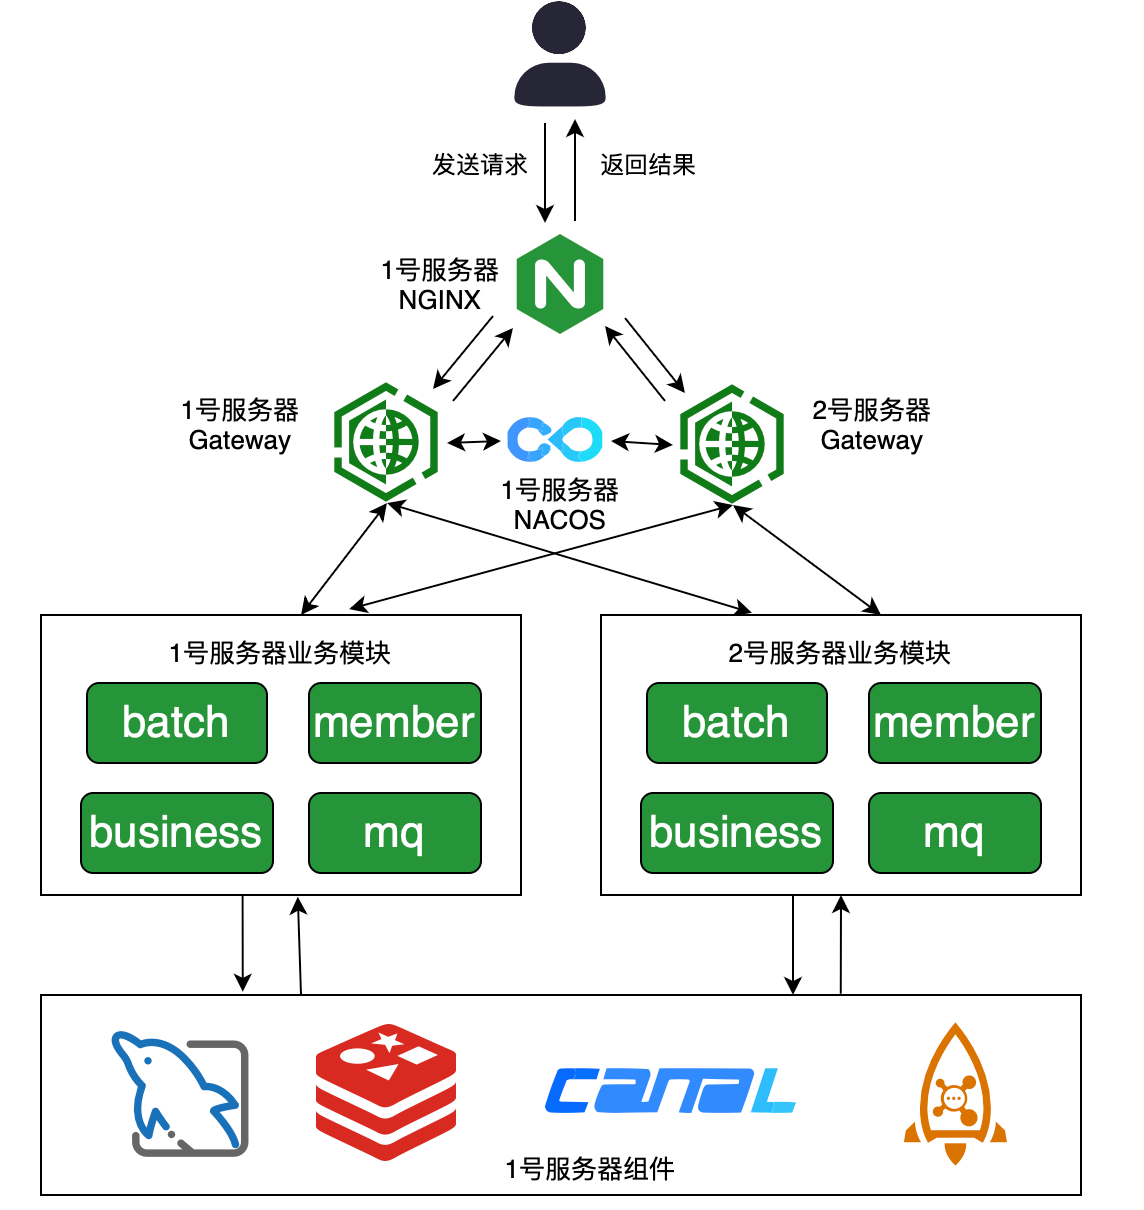 发送请求
返回结果
1号服务器
NGINX
N
1号服务器
Gateway
2号服务器
Gateway
1号服务器
NACOS
1号服务器业务模块
batch
member
business
mq
2号服务器业务模块
batch
member
business
mq
canal
1号服务器组件